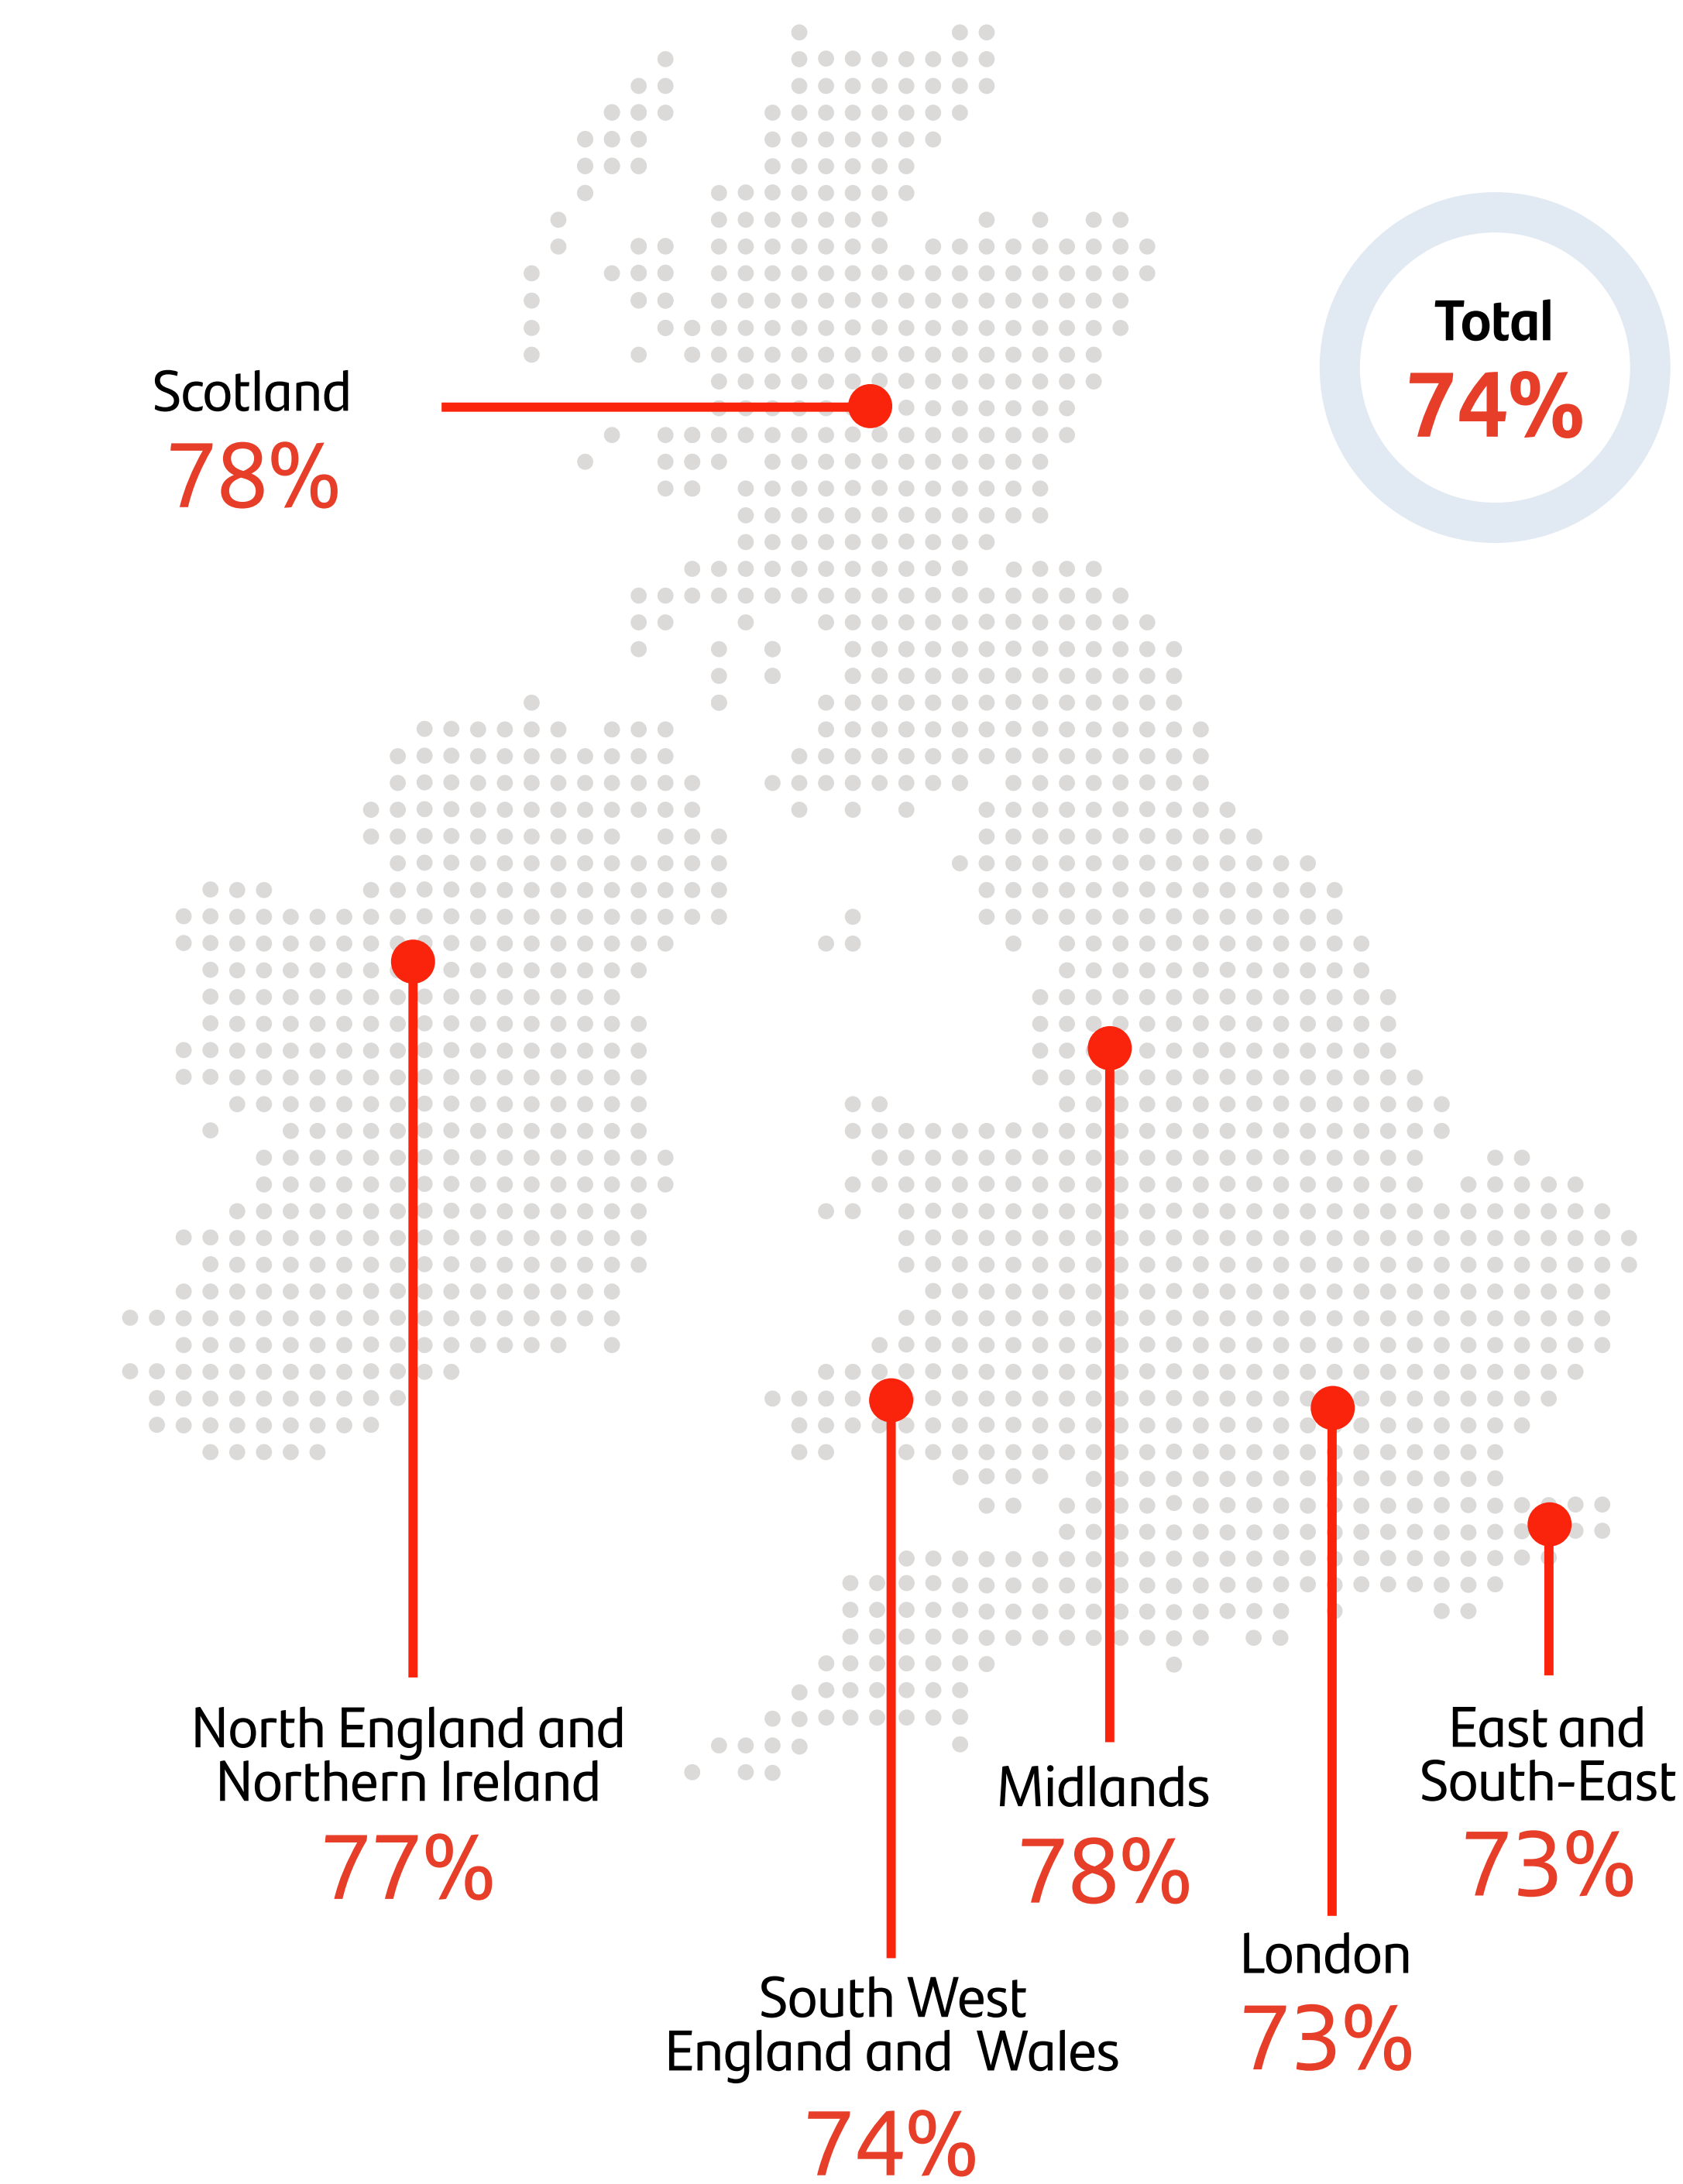 Total
74%
Scotland
78%
North England and
Northern Ireland
77%
South West
England and Wales
74%
Midlands
78%
London
73%
East and
South-East
73%